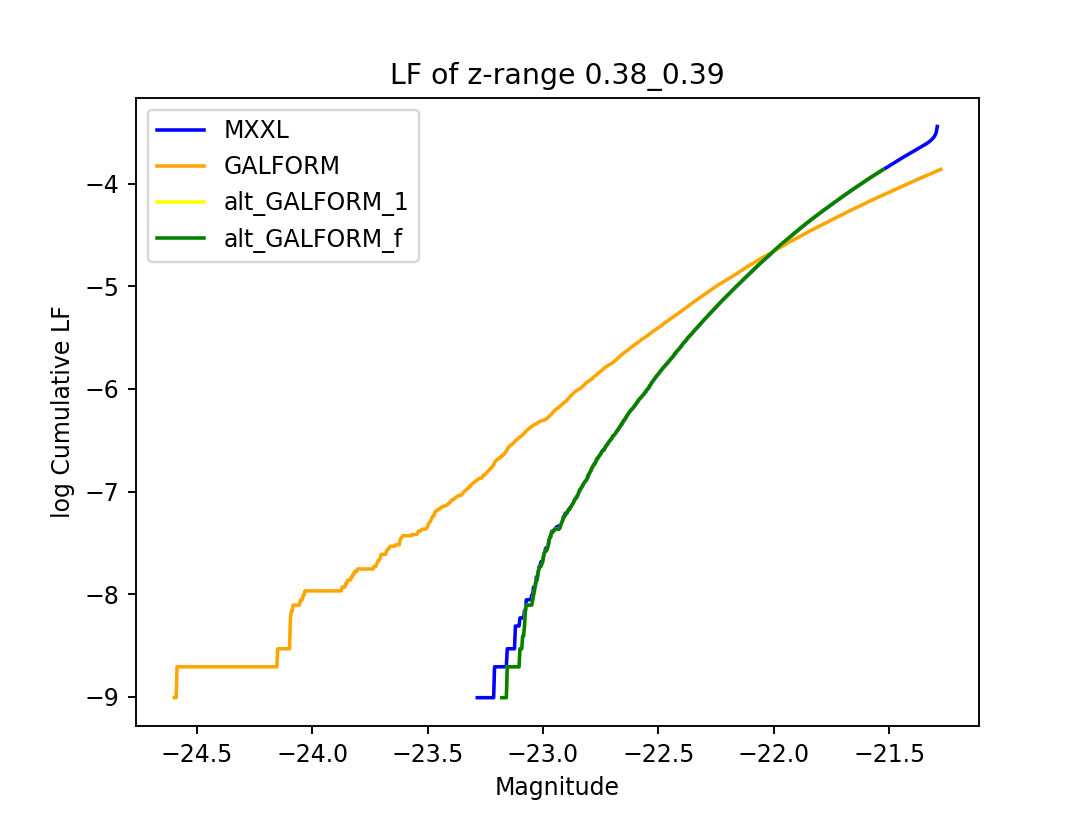 LF of z-range 0.38_0.39
MXXL
GALFORM
alt_GALFORM_1
alt_GALFORM_f
log Cumulative LF
−4
−5
−6
−7
−8
−9
−24.5 −24.0 −23.5 −23.0 −22.5 −22.0 −21.5
Magnitude